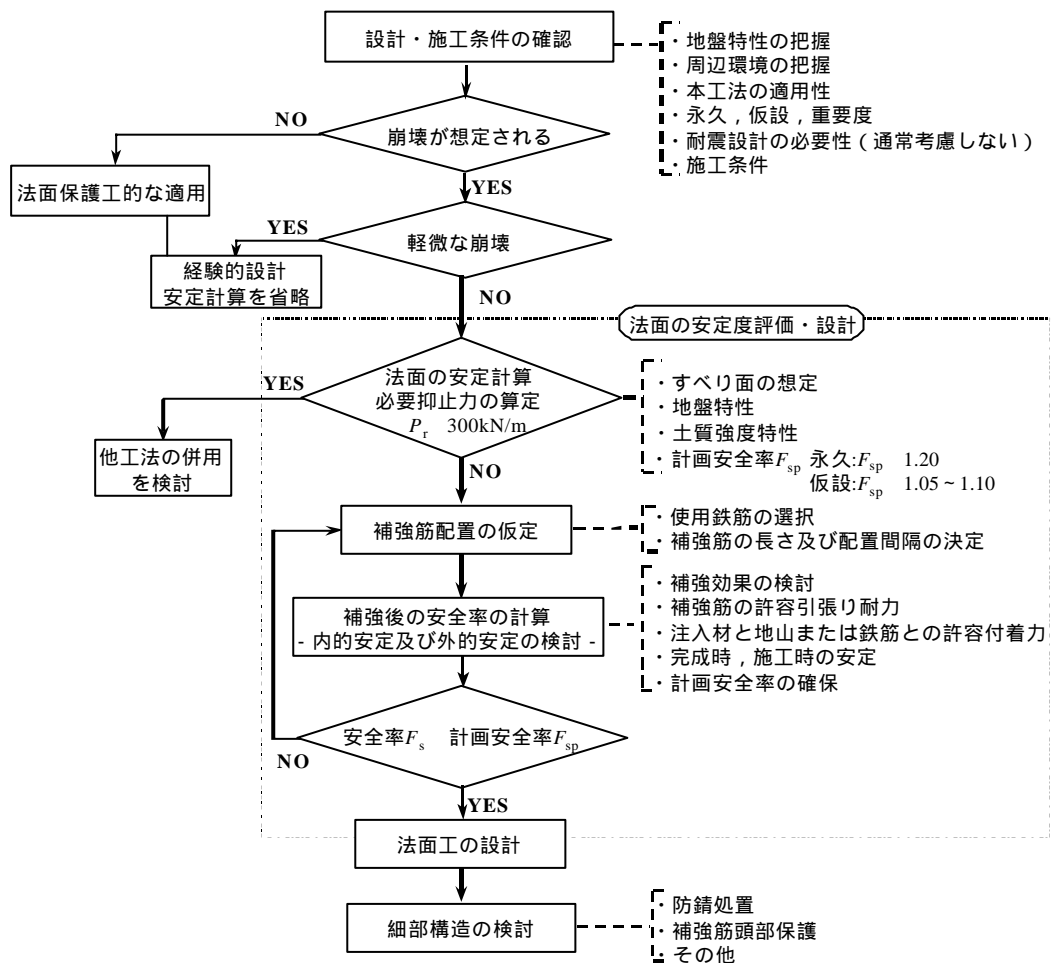 設計・施工条件の確認
・地盤特性の把握
・周辺環境の把握
・本工法の適用性
・永久，仮設，重要度
・耐震設計の必要性（通常考慮しない）
・施工条件
NO
崩壊が想定される
法面保護工的な適用
YES
YES
軽微な崩壊
経験的設計
安定計算を省略
NO
法面の安定度評価・設計
YES
法面の安定計算
必要抑止力の算定
Pr 300kN/m
・すべり面の想定
・地盤特性
・土質強度特性
・計画安全率Fsp 永久:Fsp 1.20
仮設:Fsp 1.05～1.10
他工法の併用
を検討
NO
補強筋配置の仮定
・使用鉄筋の選択
・補強筋の長さ及び配置間隔の決定
補強後の安全率の計算
- 内的安定及び外的安定の検討 -
・補強効果の検討
・補強筋の許容引張り耐力
・注入材と地山または鉄筋との許容付着力
・完成時，施工時の安定
・計画安全率の確保
安全率Fs 計画安全率Fsp
NO
YES
法面工の設計
細部構造の検討
・防錆処置
・補強筋頭部保護
・その他